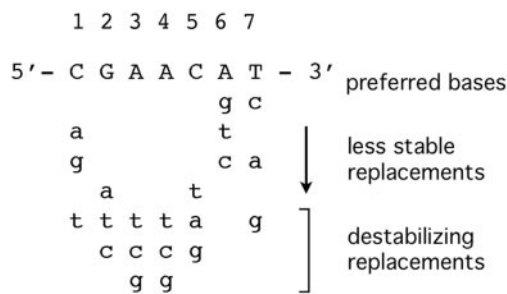 1 2 3 4 5 6 7
5′- C G A A C A T - 3′ preferred bases
g c
a t
g c a less stable
replacements
a t
t t t t a g destabilizing
c c c g replacements
g g